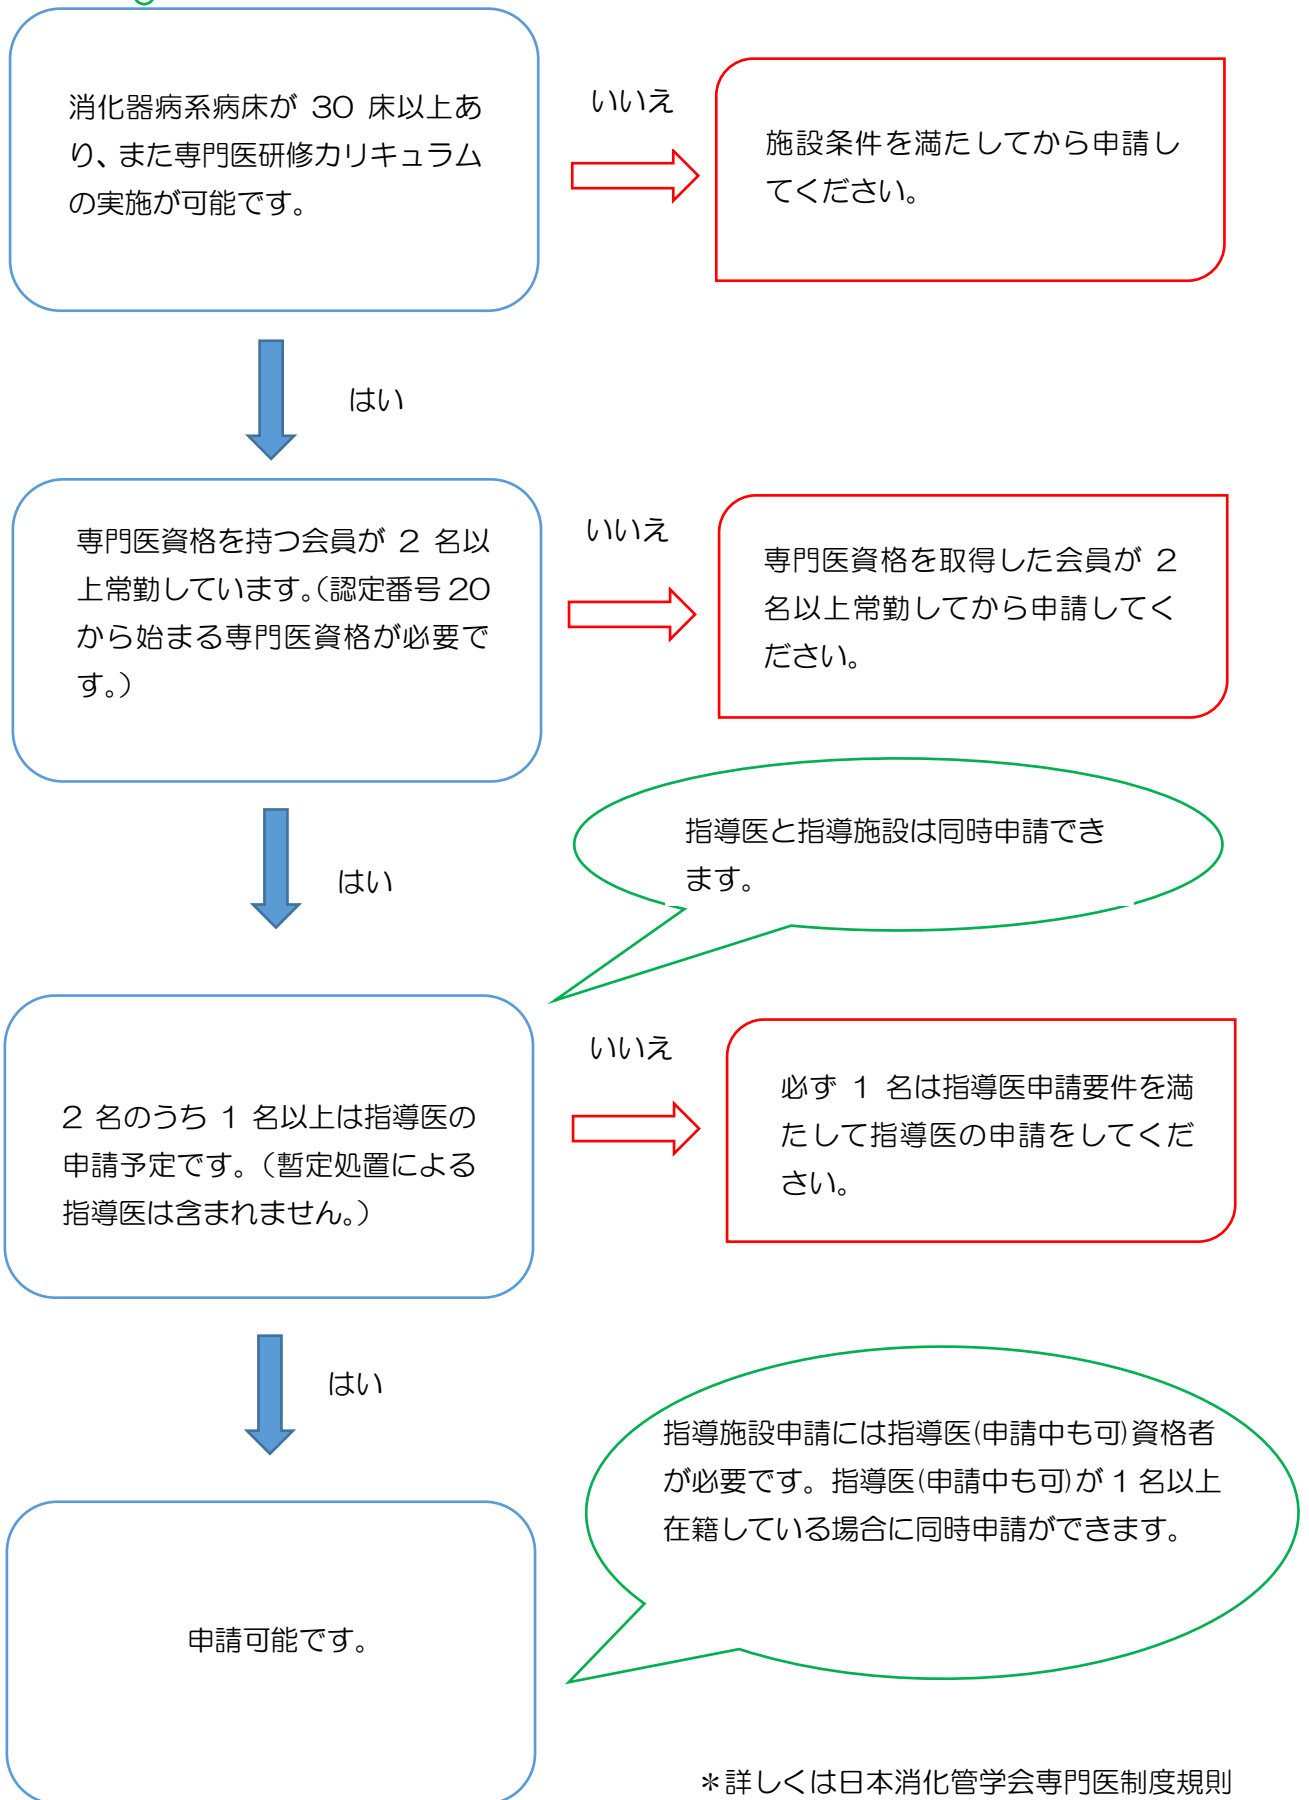 消化器病系病床が 30 床以上あ
り、また専門医研修カリキュラム
の実施が可能です。
いいえ
施設条件を満たしてから申請し
てください。
はい
専門医資格を持つ会員が 2 名以
上常勤しています。(認定番号20
から始まる専門医資格が必要で
す。)
いいえ
専門医資格を取得した会員が 2
名以上常勤してから申請してく
ださい。
はい
指導医と指導施設は同時申請でき
ます。
2 名のうち 1 名以上は指導医の
申請予定です。(暫定処置による
指導医は含まれません。)
いいえ
必ず 1 名は指導医申請要件を満
たして指導医の申請をしてくだ
さい。
はい
指導施設申請には指導医(申請中も可)資格者
が必要です。指導医(申請中も可)が1名以上
在籍している場合に同時申請ができます。
申請可能です。
*詳しくは日本消化管学会専門医制度規則